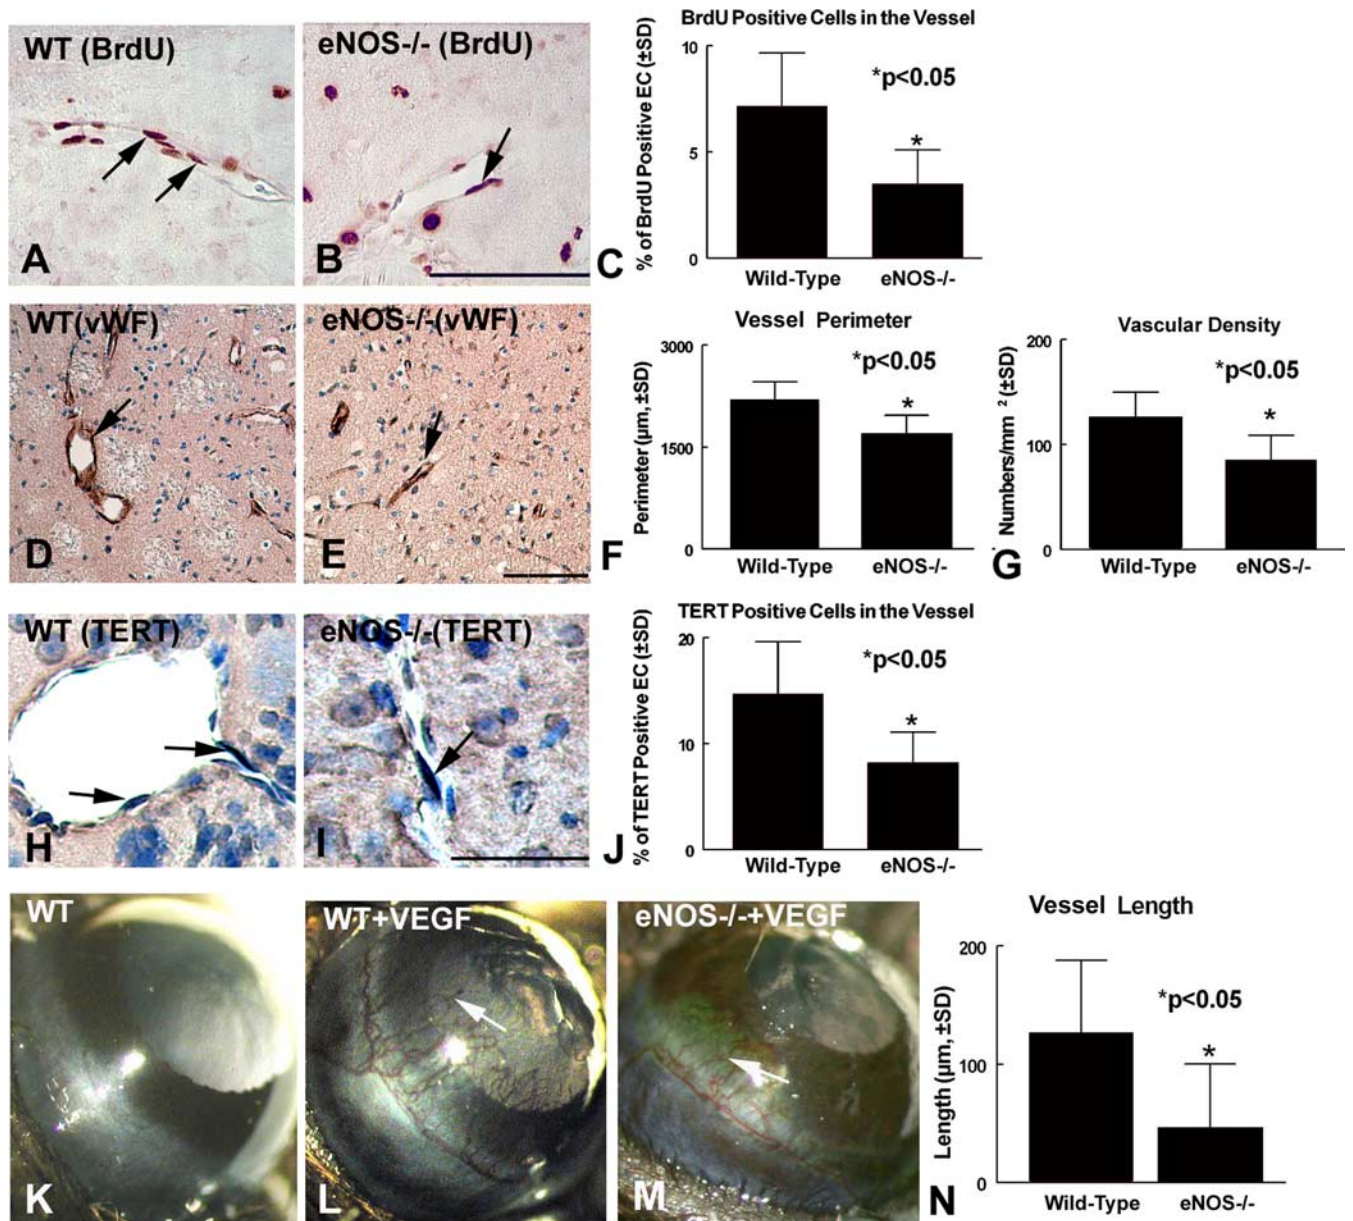 WT (BrdU)
A
eNOS-/- (BrdU)
B
BrdU Positive Cells in the Vessel
% of BrdU Positive EC (±SD)
10
5
0
*p<0.05
*
Wild-Type
eNOS-/-
C
WT(vWF)
D
eNOS-/-(vWF)
E
Vessel Perimeter
Perimeter (µm, ±SD)
3000
1500
0
*p<0.05
*
Wild-Type
eNOS-/-
F
Vascular Density
Numbers/mm ² (±SD)
200
100
0
*p<0.05
*
Wild-Type
eNOS-/-
G
WT (TERT)
H
eNOS-/-(TERT)
I
TERT Positive Cells in the Vessel
% of TERT Positive EC (±SD)
20
10
0
*p<0.05
*
Wild-Type
eNOS-/-
J
WT
K
WT+VEGF
L
eNOS-/-+VEGF
M
Vessel Length
Length (µm, ±SD)
200
100
0
*p<0.05
*
Wild-Type
eNOS-/-
N